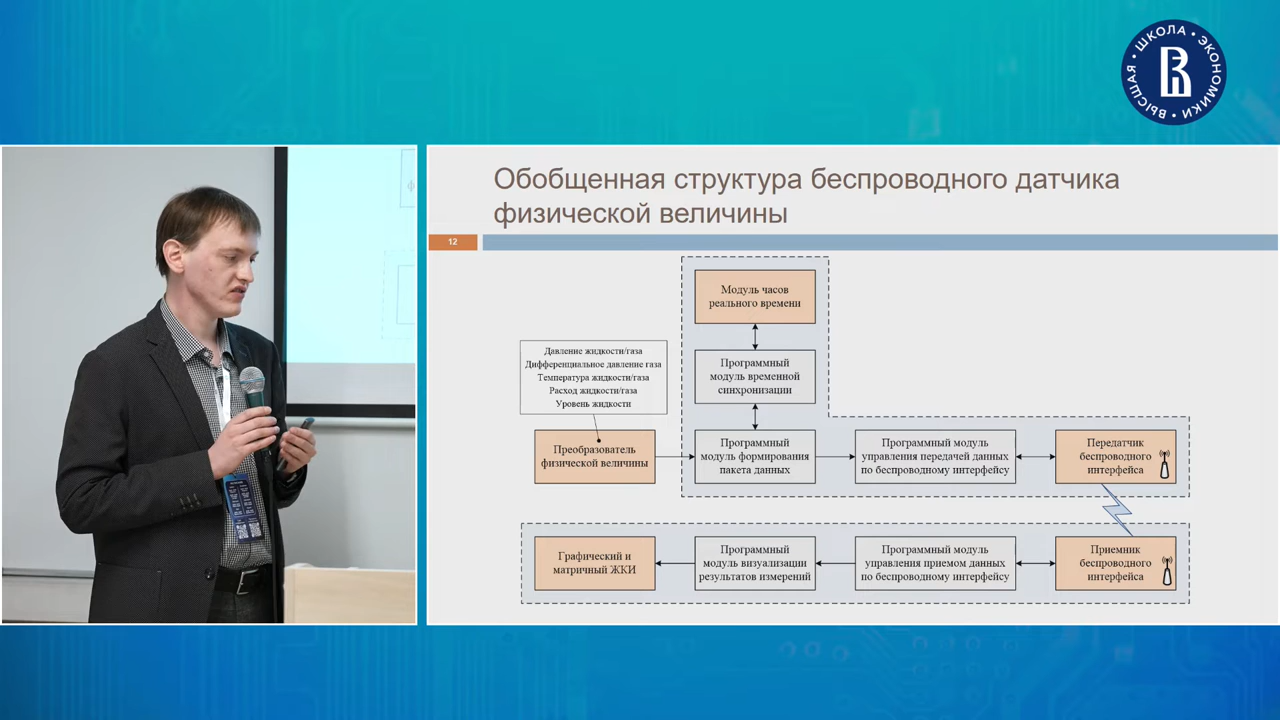 ВЫСШАЯ • ШКОЛА • ЭКОНОМИКИ •
Обобщенная структура беспроводного датчика
физической величины
12
Модуль часов
реального времени
Давление жидкости/газа
Дифференциальное давление газа
Температура жидкости/газа
Расход жидкости/газа
Уровень жидкости
Программный
модуль временной
синхронизации
Преобразователь
физической величины
Программный
модуль формирования
пакета данных
Программный модуль
управления передачей данных
по беспроводному интерфейсу
Передатчик
беспроводного
интерфейса
Графический и
матричный ЖКИ
Программный
модуль визуализации
результатов измерений
Программный модуль
управления приемом данных
по беспроводному интерфейсу
Приемник
беспроводного
интерфейса